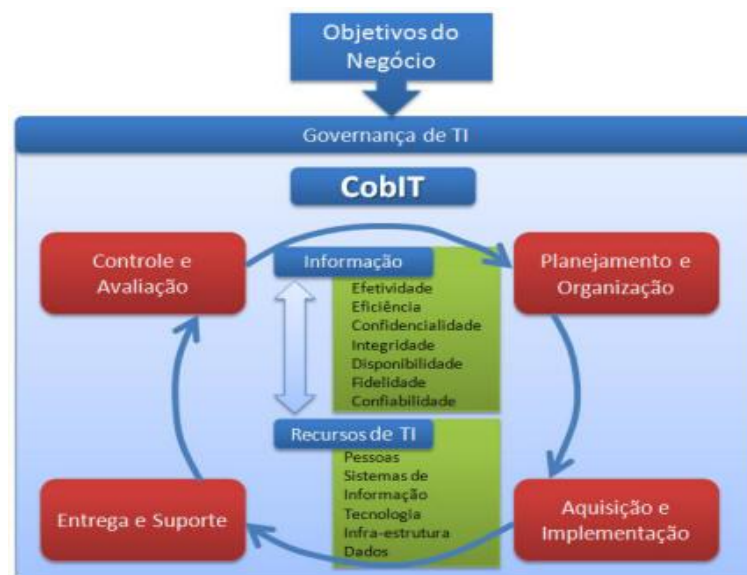 Objetivos do
Negócio
Governança de TI
CobIT
Controle e
Avaliação
Informação
Efetividade
Eficiência
Confidencialidade
Integridade
Disponibilidade
Fidelidade
Confiabilidade
Planejamento e
Organização
Recursos de TI
Pessoas
Sistemas de
Informação
Tecnologia
Infra-estrutura
Dados
Entrega e Suporte
Aquisição e
Implementação